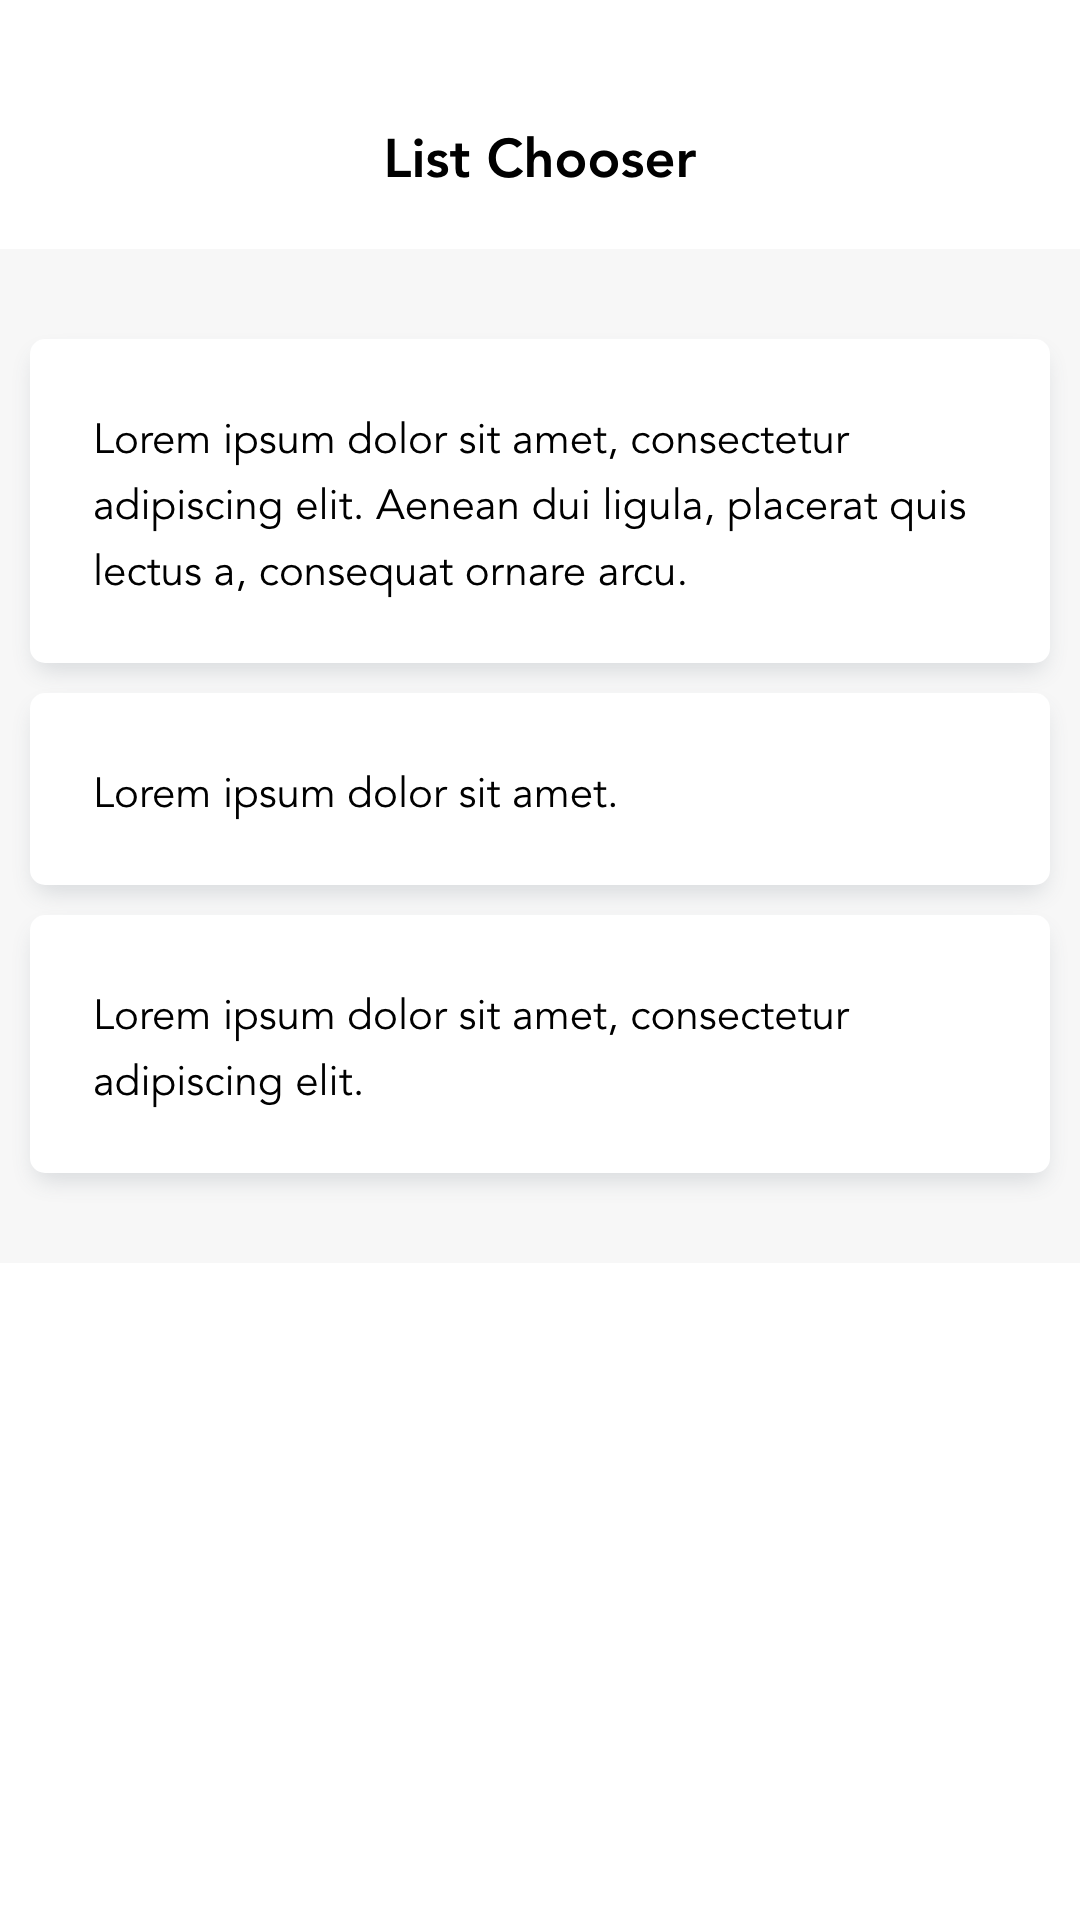 List Chooser
Lorem ipsum dolor sit amet, consectetur
adipiscing elit. Aenean dui ligula, placerat quis
lectus a, consequat ornare arcu.
Lorem ipsum dolor sit amet.
Lorem ipsum dolor sit amet, consectetur
adipiscing elit.